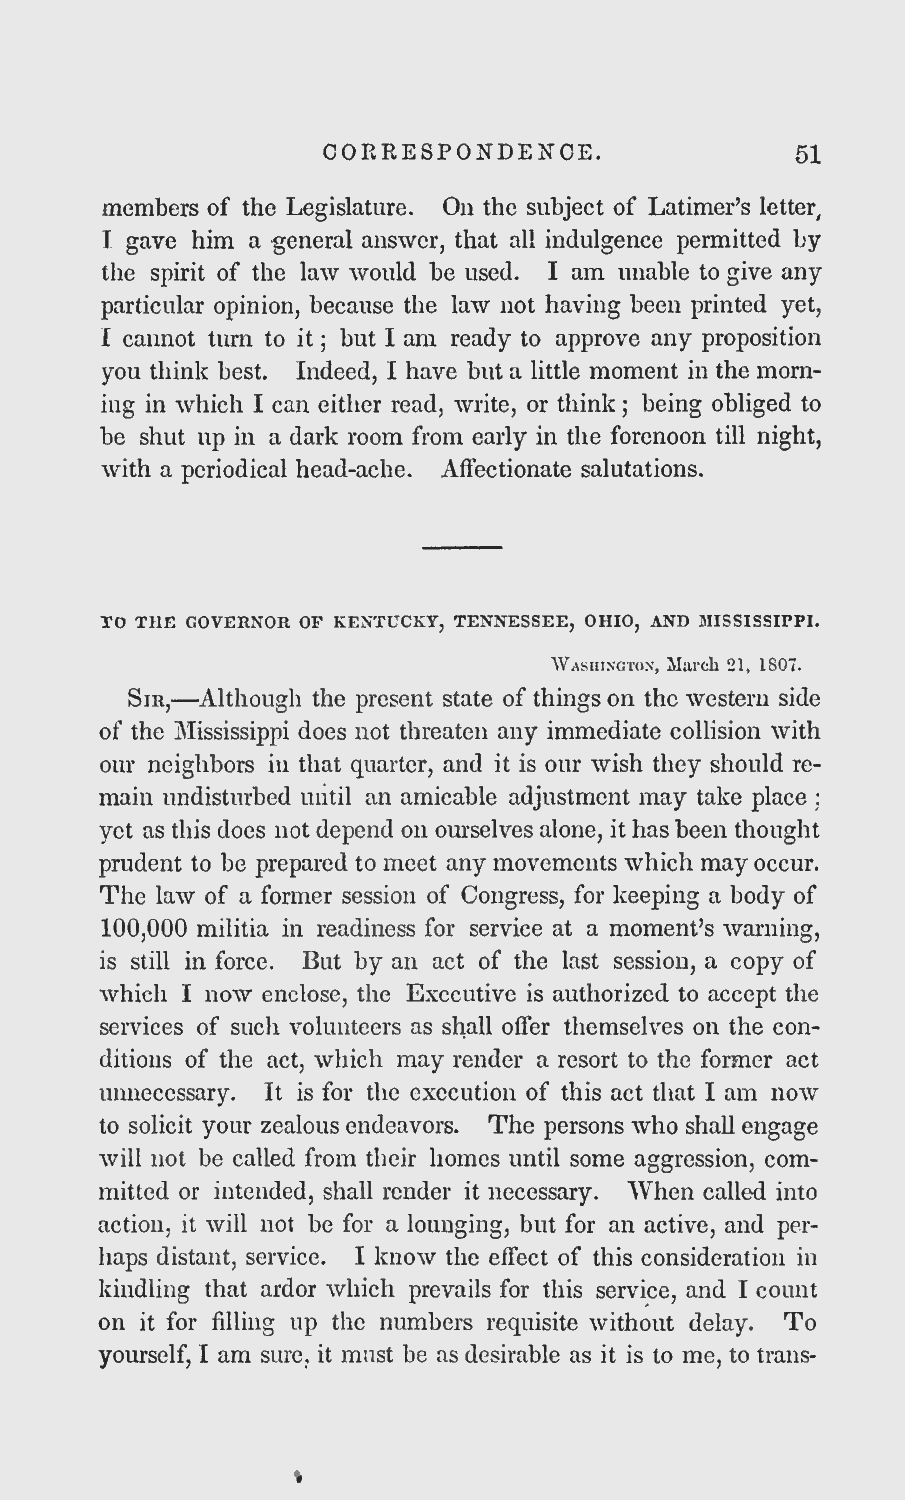 CORRESPONDENCE. 51
members of the Legislature. On the subject of Latimer's letter,
I gave him a general answer, that all indulgence permitted by
the spirit of the law would be used. I am unable to give any
particular opinion, because the law not having been printed yet,
I cannot turn to it; but I am ready to approve any proposition
you think best. Indeed, I have but a little moment in the morn-
ing in which I can either read, write, or think; being obliged to
be shut up in a dark room from early in the forenoon till night,
with a periodical head-ache. Affectionate salutations.
TO THE GOVERNOR OF KENTUCKY, TENNESSEE, OHIO, AND MISSISSIPPI.
WASHINGTON, March 21, 1807.
SIR,—Although the present state of things on the western side
of the Mississippi does not threaten any immediate collision with
our neighbors in that quarter, and it is our wish they should re-
main undisturbed until an amicable adjustment may take place;
yet as this does not depend on ourselves alone, it has been thought
prudent to be prepared to meet any movements which may occur.
The law of a former session of Congress, for keeping a body of
100,000 militia in readiness for service at a moment's warning,
is still in force. But by an act of the last session, a copy of
which I now enclose, the Executive is authorized to accept the
services of such volunteers as shall offer themselves on the con-
ditions of the act, which may render a resort to the former act
unnecessary. It is for the execution of this act that I am now
to solicit your zealous endeavors. The persons who shall engage
will not be called from their homes until some aggression, com-
mitted or intended, shall render it necessary. When called into
action, it will not be for a lounging, but for an active, and per-
haps distant, service. I know the effect of this consideration in
kindling that ardor which prevails for this service, and I count
on it for filling up the numbers requisite without delay. To
yourself, I am sure, it must be as desirable as it is to me, to trans-